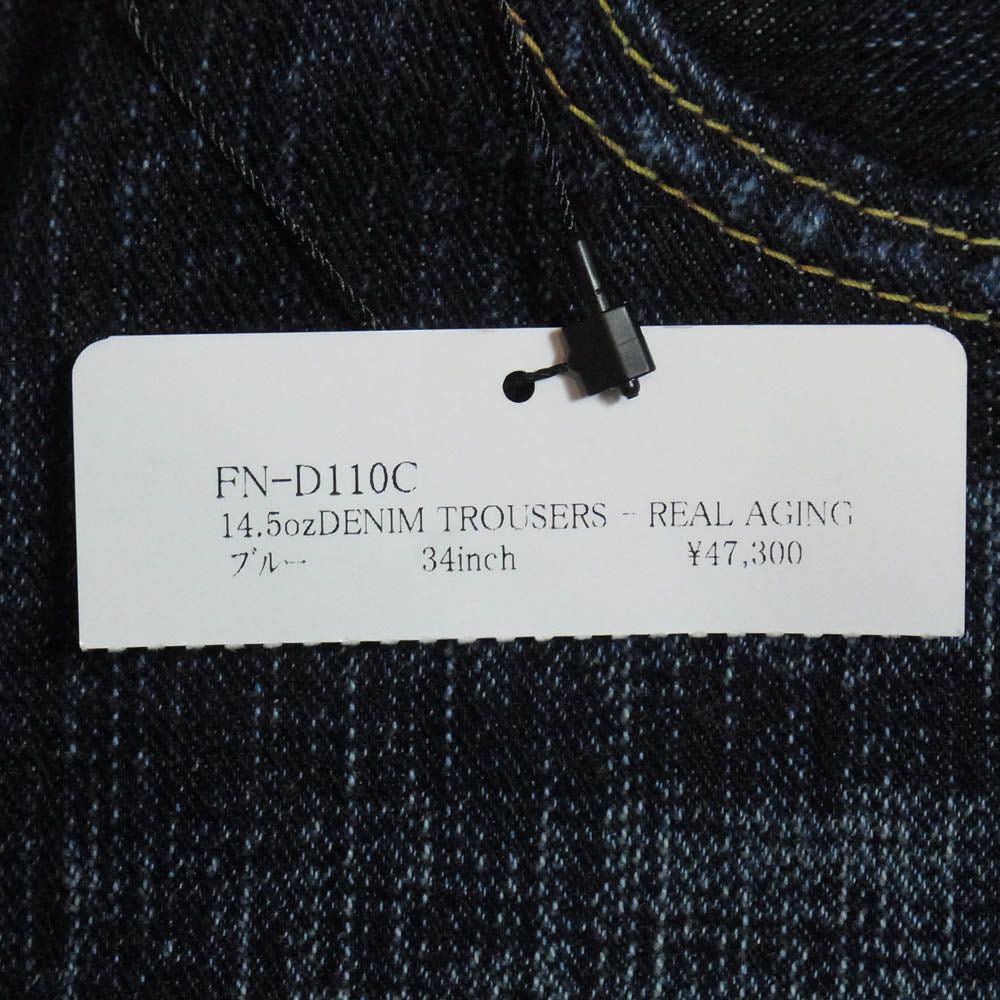 FN-D110C
14.5ozDENIM TROUSERS - REAL AGING
ブルー 34inch ¥47,300